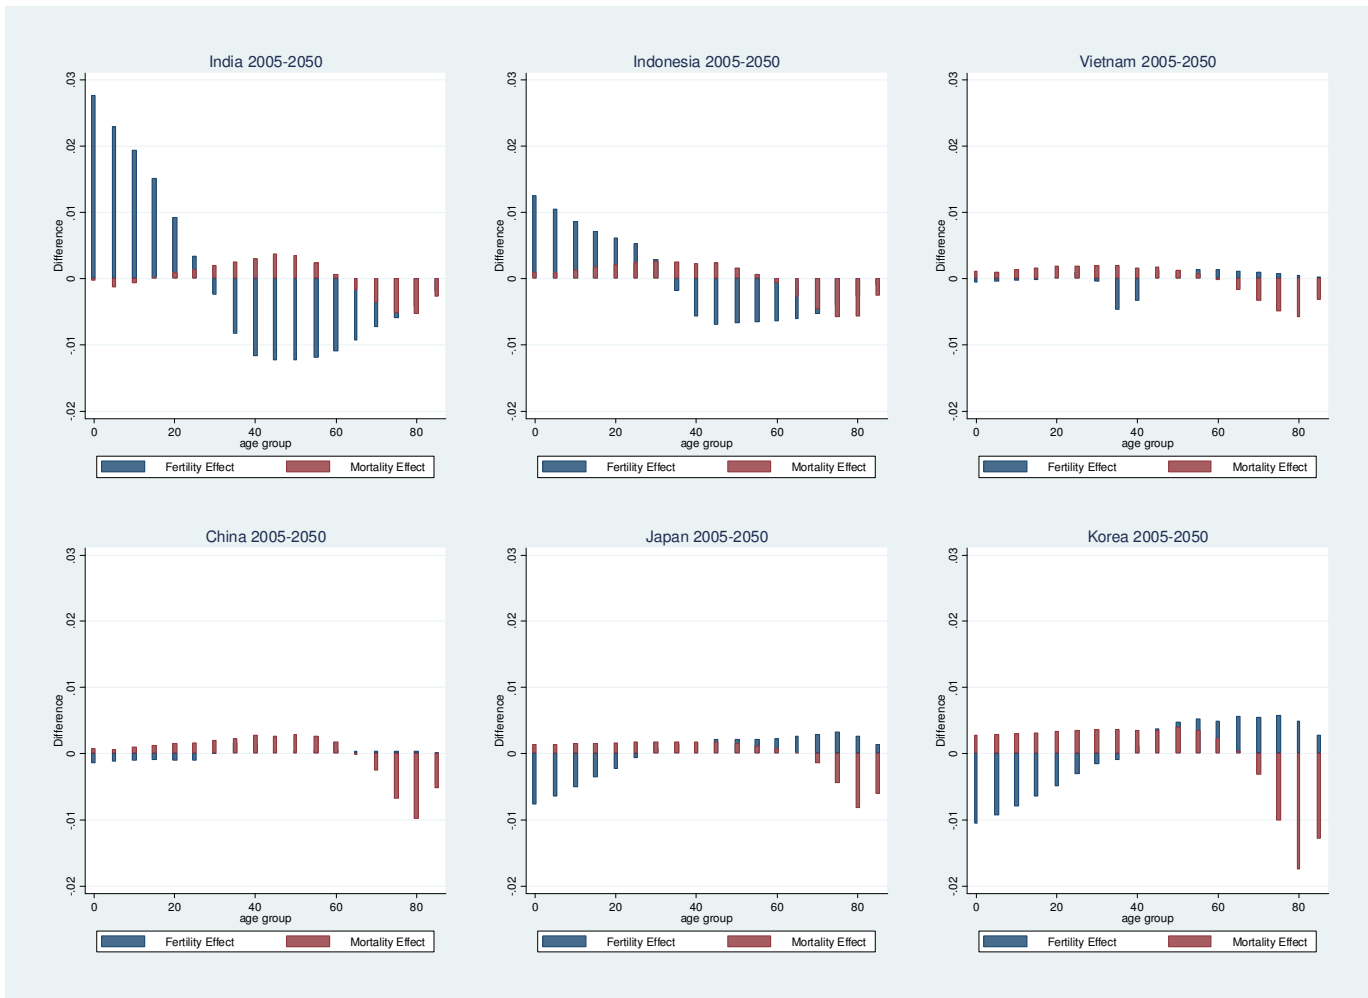 India 2005-2050
Difference
.03
.02
.01
0
-.01
-.02
0 20 40 60 80
age group
Fertility Effect Mortality Effect
Indonesia 2005-2050
Difference
.03
.02
.01
0
-.01
-.02
0 20 40 60 80
age group
Fertility Effect Mortality Effect
Vietnam 2005-2050
Difference
.03
.02
.01
0
-.01
-.02
0 20 40 60 80
age group
Fertility Effect Mortality Effect
China 2005-2050
Difference
.03
.02
.01
0
-.01
-.02
0 20 40 60 80
age group
Fertility Effect Mortality Effect
Japan 2005-2050
Difference
.03
.02
.01
0
-.01
-.02
0 20 40 60 80
age group
Fertility Effect Mortality Effect
Korea 2005-2050
Difference
.03
.02
.01
0
-.01
-.02
0 20 40 60 80
age group
Fertility Effect Mortality Effect